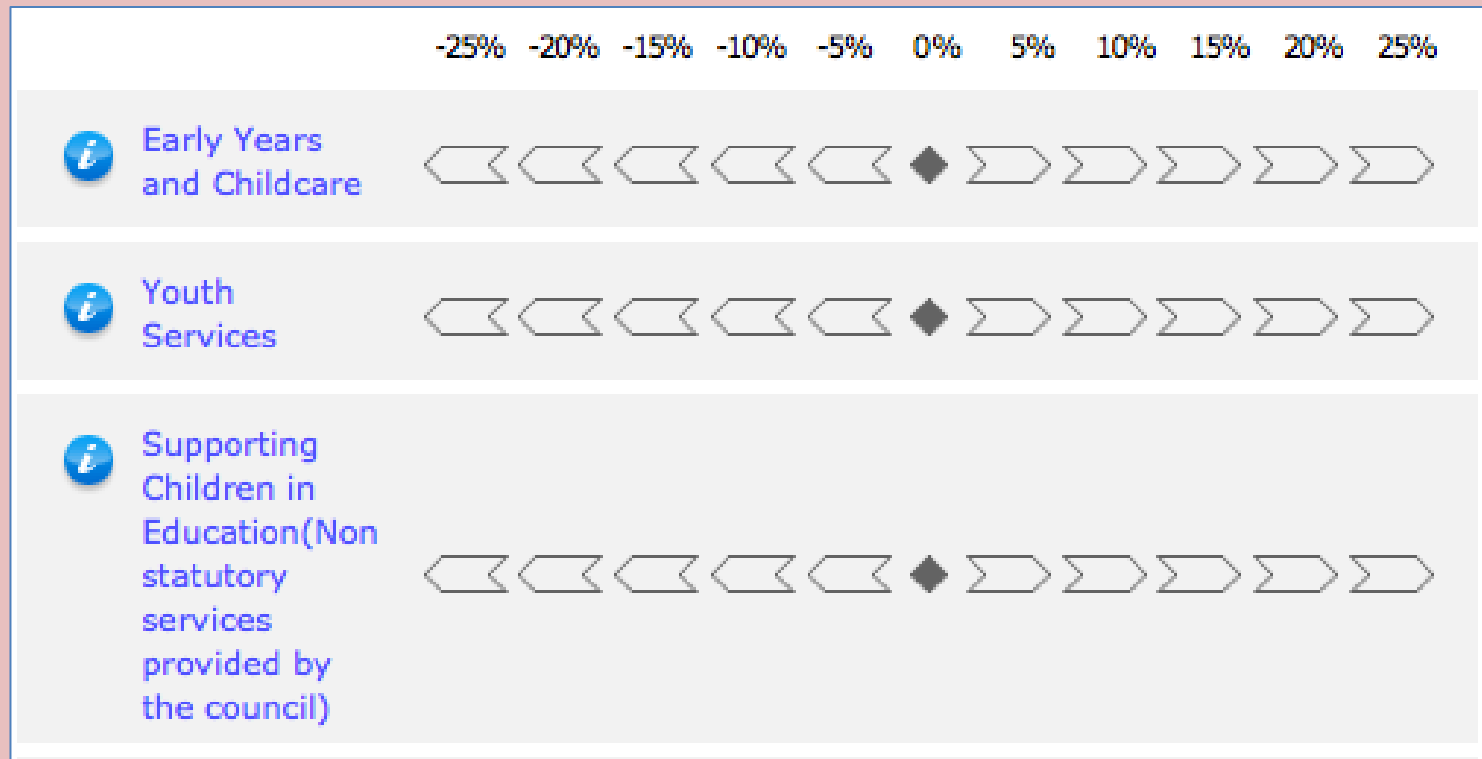 -25% -20% -15% -10% -5% 0% 5% 10% 15% 20% 25%
i Early Years
and Childcare
i Youth
Services
i Supporting
Children in
Education(Non
statutory
services
provided by
the council)